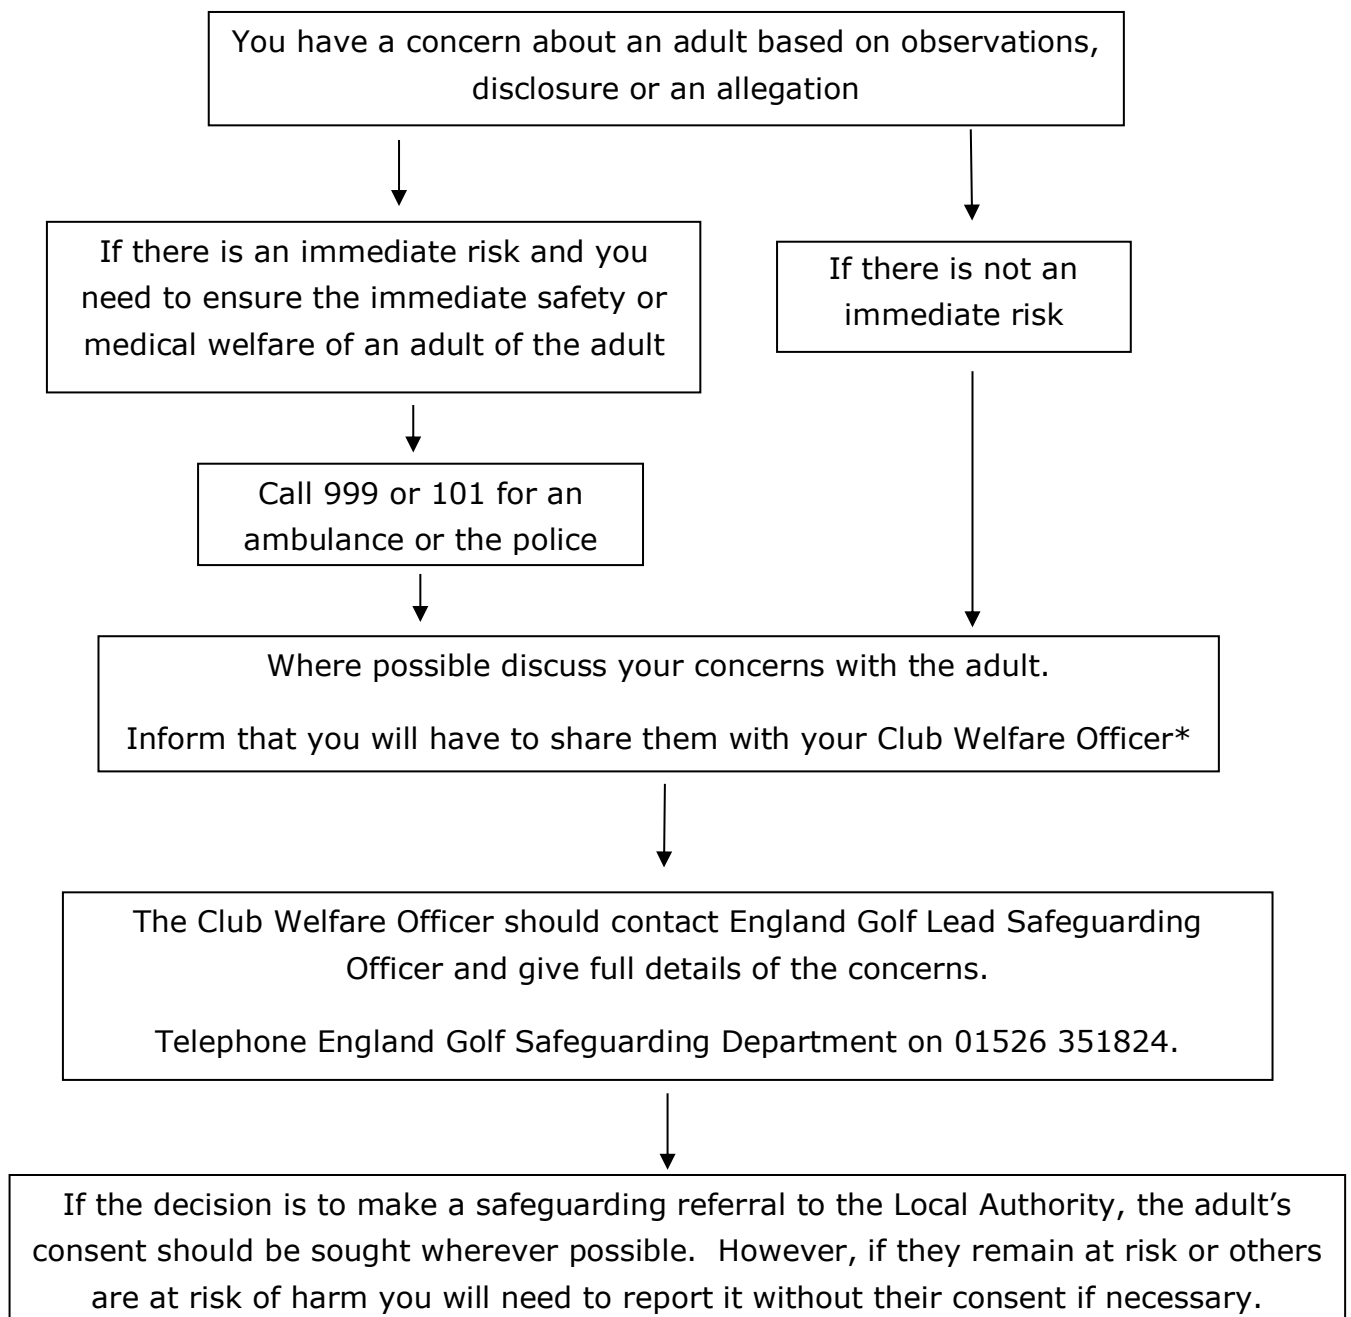 You have a concern about an adult based on observations,
disclosure or an allegation
If there is an immediate risk and you
need to ensure the immediate safety or
medical welfare of an adult of the adult
If there is not an
immediate risk
Call 999 or 101 for an
ambulance or the police
Where possible discuss your concerns with the adult.
Inform that you will have to share them with your Club Welfare Officer*
The Club Welfare Officer should contact England Golf Lead Safeguarding
Officer and give full details of the concerns.
Telephone England Golf Safeguarding Department on 01526 351824.
If the decision is to make a safeguarding referral to the Local Authority, the adult’s
consent should be sought wherever possible.  However, if they remain at risk or others
are at risk of harm you will need to report it without their consent if necessary.